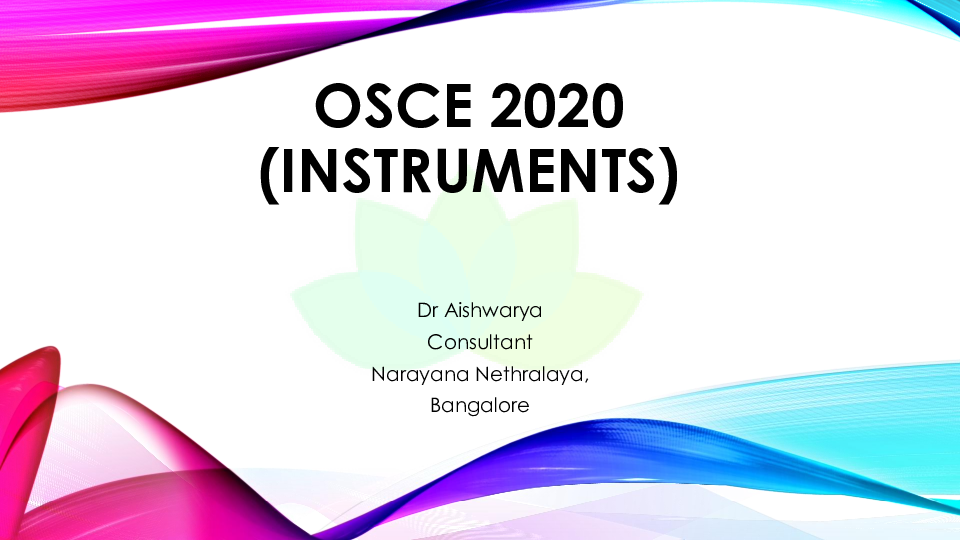 OSCE 2020
(INSTRUMENTS)
Dr Aishwarya
Consultant
Narayana Nethralaya,
Bangalore